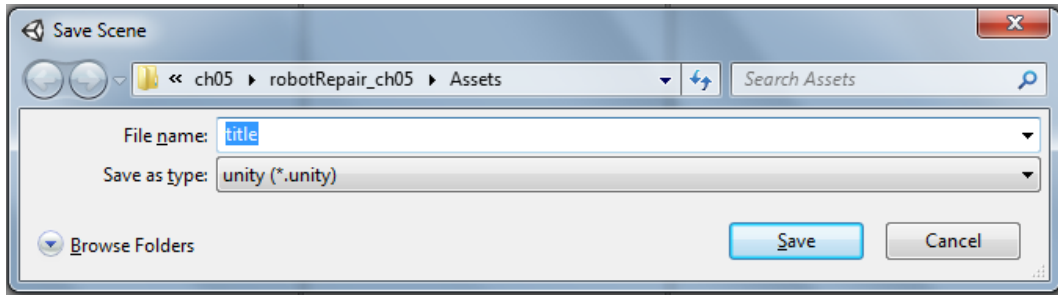 Save Scene
x
« ch05 ▸ robotRepair_ch05 ▸ Assets
Search Assets
File name: title
Save as type: unity (*.unity)
Browse Folders
Save
Cancel